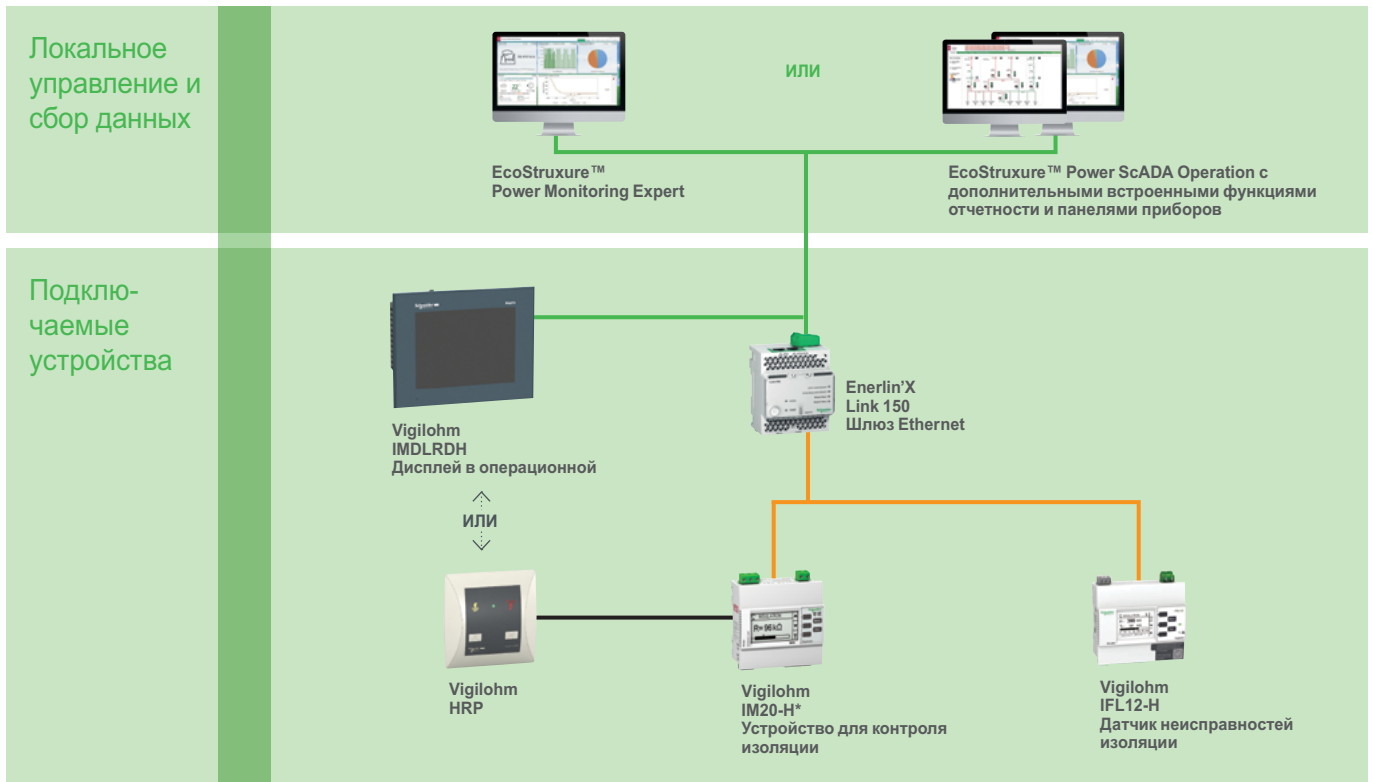 Локальное
управление и
сбор данных
ИЛИ
EcoStruxure™
Power Monitoring Expert
EcoStruxure™ Power ScADA Operation с
дополнительными встроенными функциями
отчетности и панелями приборов
Подклю-
чаемые
устройства
Vigilohm
IMDLRDH
Дисплей в операционной
Enerlin’X
Link 150
Шлюз Ethernet
ИЛИ
Vigilohm
HRP
R= 96 kΩ
Vigilohm
IM20-H*
Устройство для контроля
изоляции
Vigilohm
IFL12-H
Датчик неисправностей
изоляции